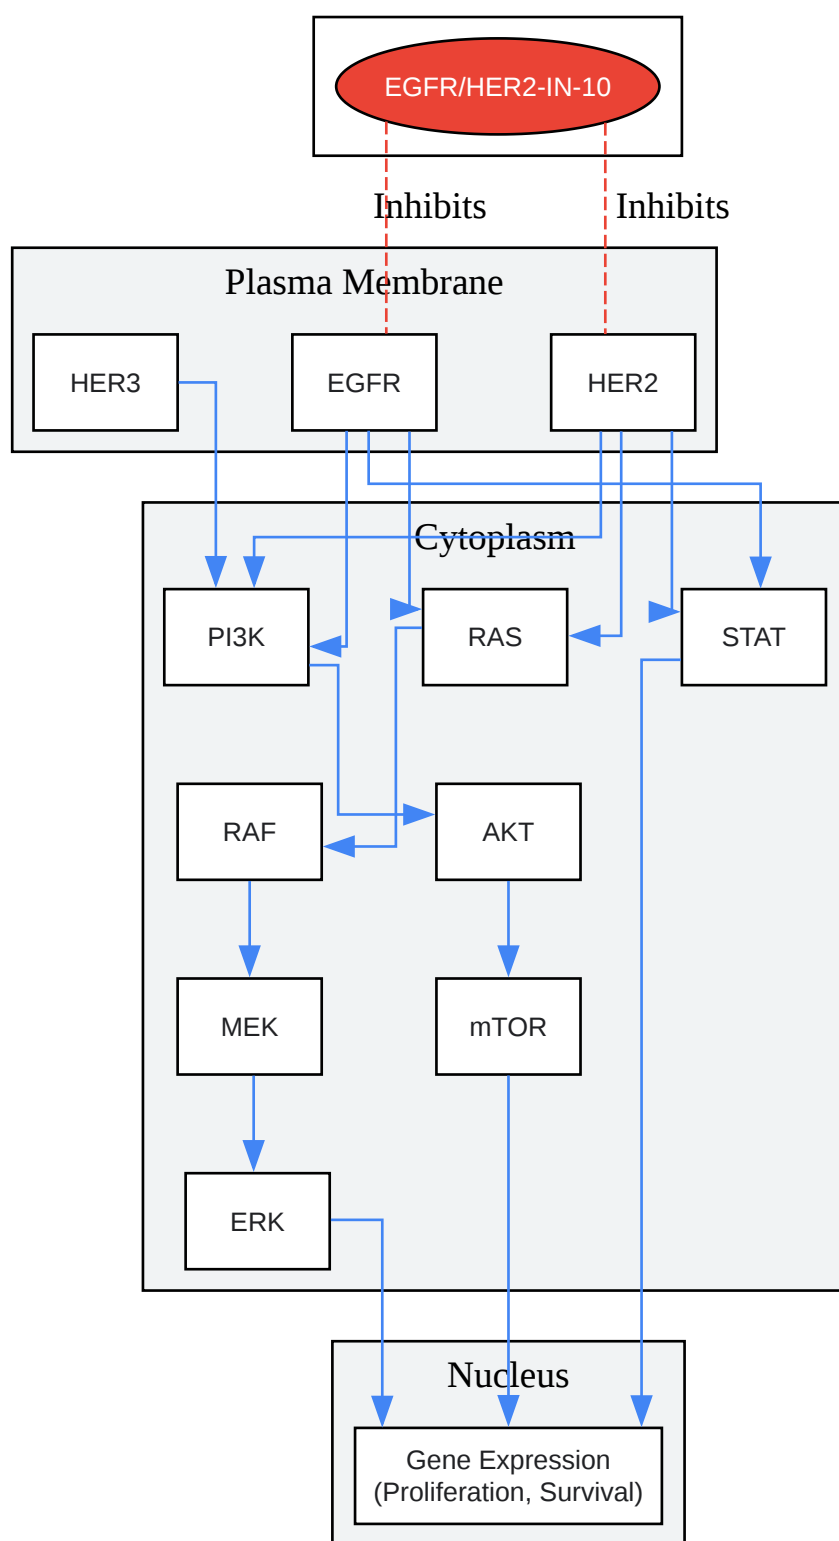 EGFR/HER2-IN-10
Inhibits
Inhibits
Plasma Membrane
HER3
EGFR
HER2
Cytoplasm
PI3K
RAS
STAT
RAF
AKT
MEK
mTOR
ERK
Nucleus
Gene Expression
(Proliferation, Survival)